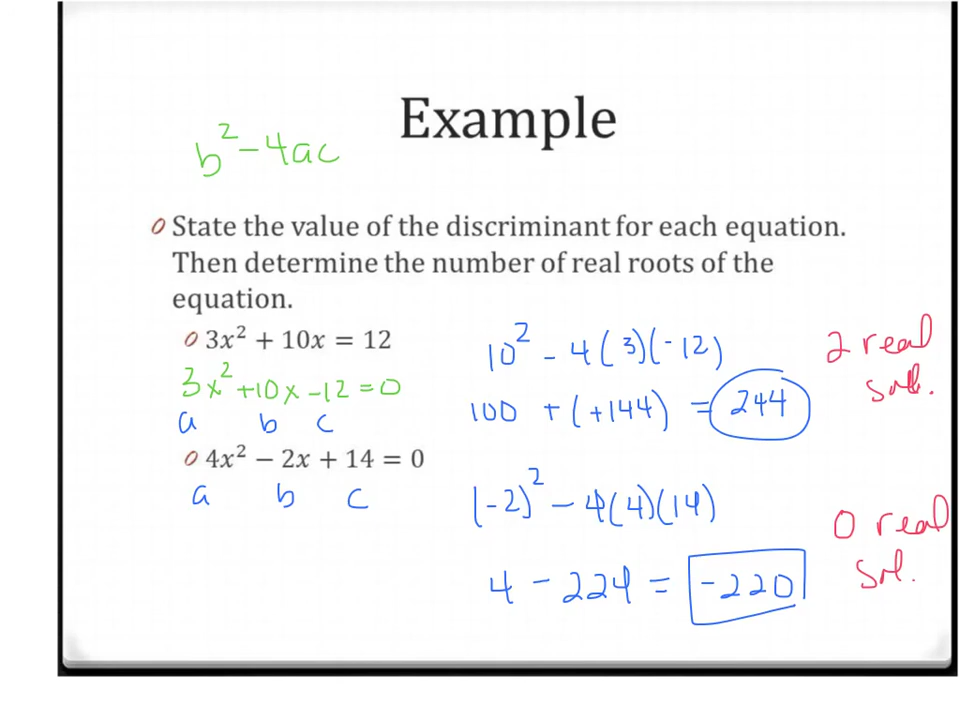 Example
b² - 4ac
State the value of the discriminant for each equation.
Then determine the number of real roots of the
equation.
3x² + 10x = 12
3x² + 10x - 12 = 0
a b c
10² - 4(3)(-12)
100 + (+144) = 244
2 real
sol.
4x² − 2x + 14 = 0
a b c
(-2)² - 4(4)(14)
4 - 224 = -220
0 real
sol.